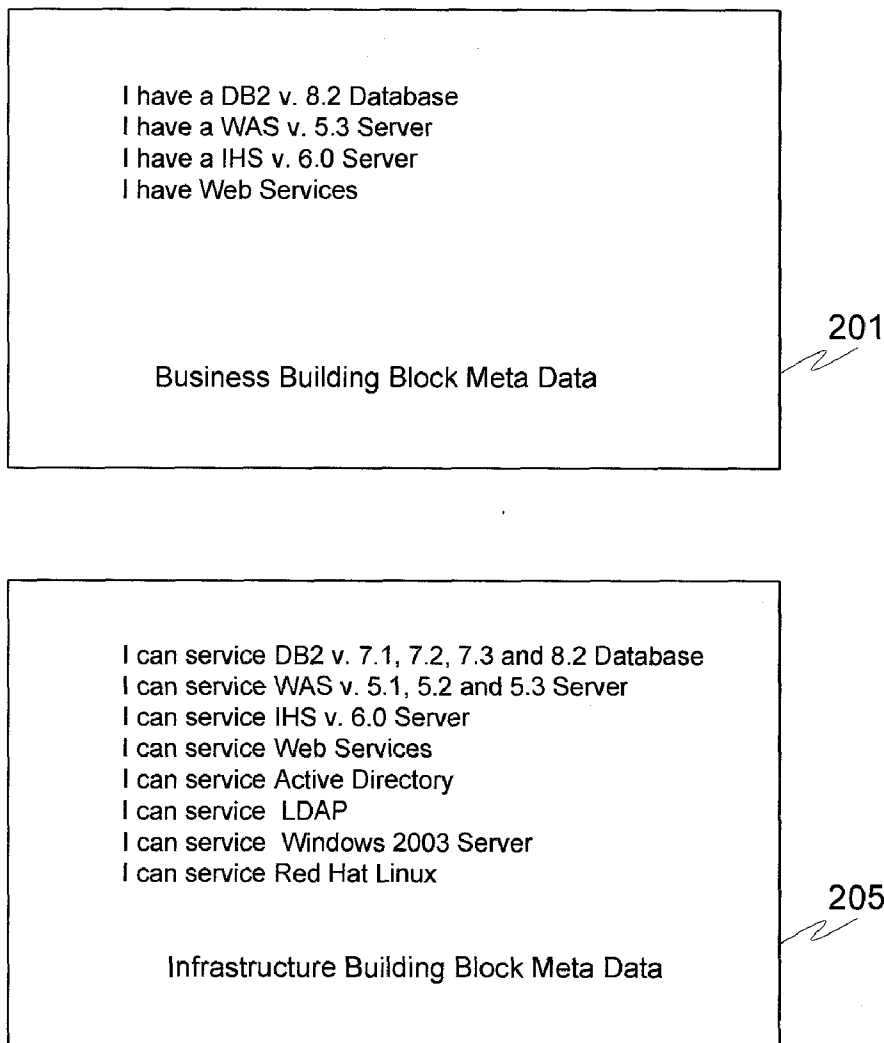 I have a DB2 v. 8.2 Database
I have a WAS v. 5.3 Server
I have a IHS v. 6.0 Server
I have Web Services
201
Business Building Block Meta Data
I can service DB2 v. 7.1, 7.2, 7.3 and 8.2 Database
I can service WAS v. 5.1, 5.2 and 5.3 Server
I can service IHS v. 6.0 Server
I can service Web Services
I can service Active Directory
I can service LDAP
I can service Windows 2003 Server
I can service Red Hat Linux
205
Infrastructure Building Block Meta Data